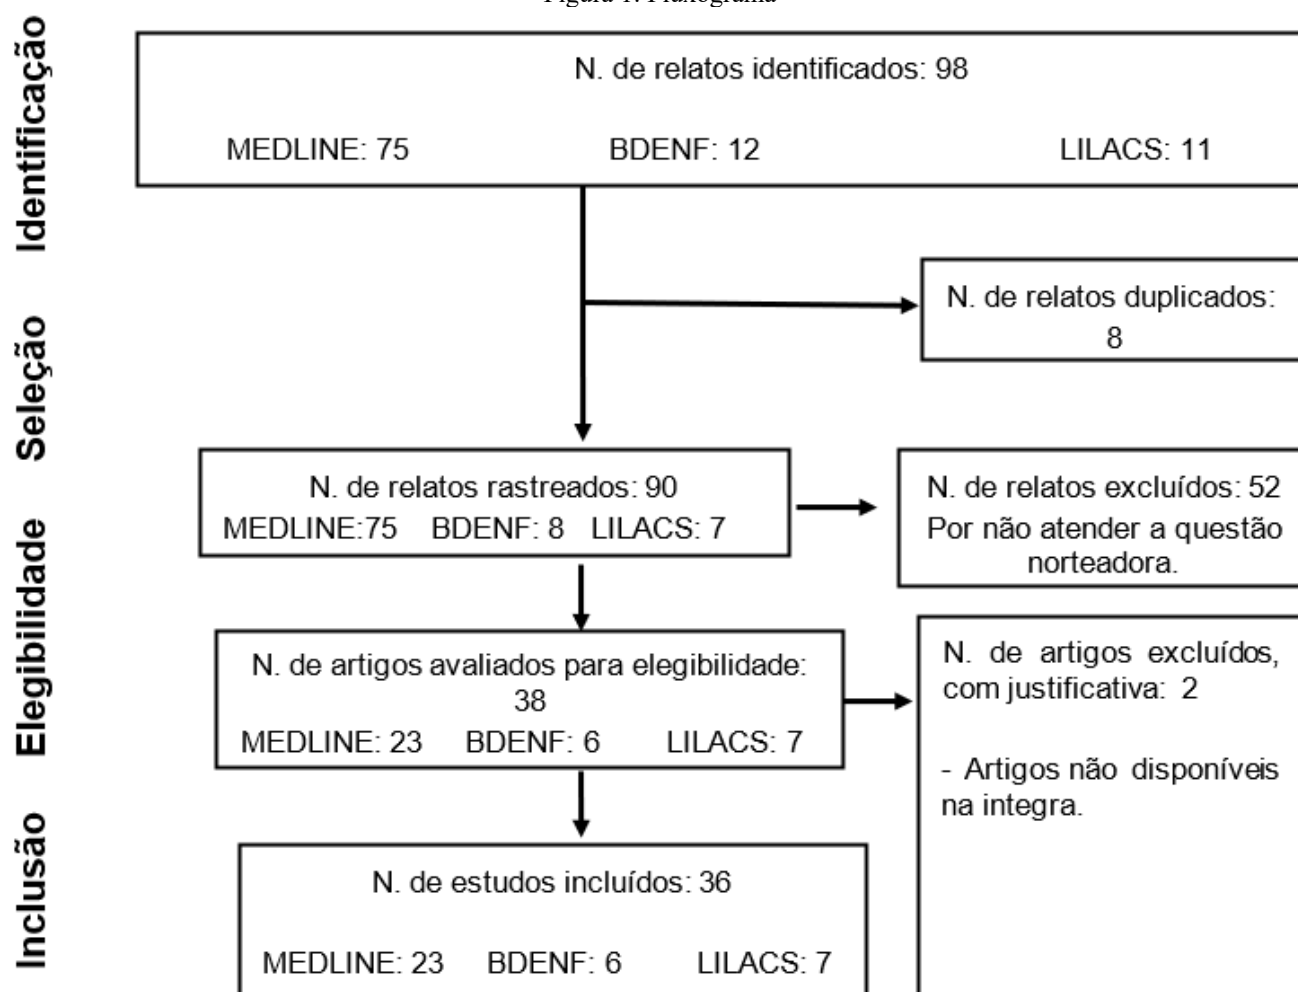 Figura 1. Fluxograma
Identificação
N. de relatos identificados: 98
MEDLINE: 75 BDENF: 12 LILACS: 11
Seleção
N. de relatos duplicados:
8
N. de relatos rastreados: 90
MEDLINE:75 BDENF: 8 LILACS: 7
N. de relatos excluídos: 52
Por não atender a questão
norteadora.
Elegibilidade
N. de artigos avaliados para elegibilidade:
38
MEDLINE: 23 BDENF: 6 LILACS: 7
N. de artigos excluídos,
com justificativa: 2
- Artigos não disponíveis
na integra.
Inclusão
N. de estudos incluídos: 36
MEDLINE: 23 BDENF: 6 LILACS: 7